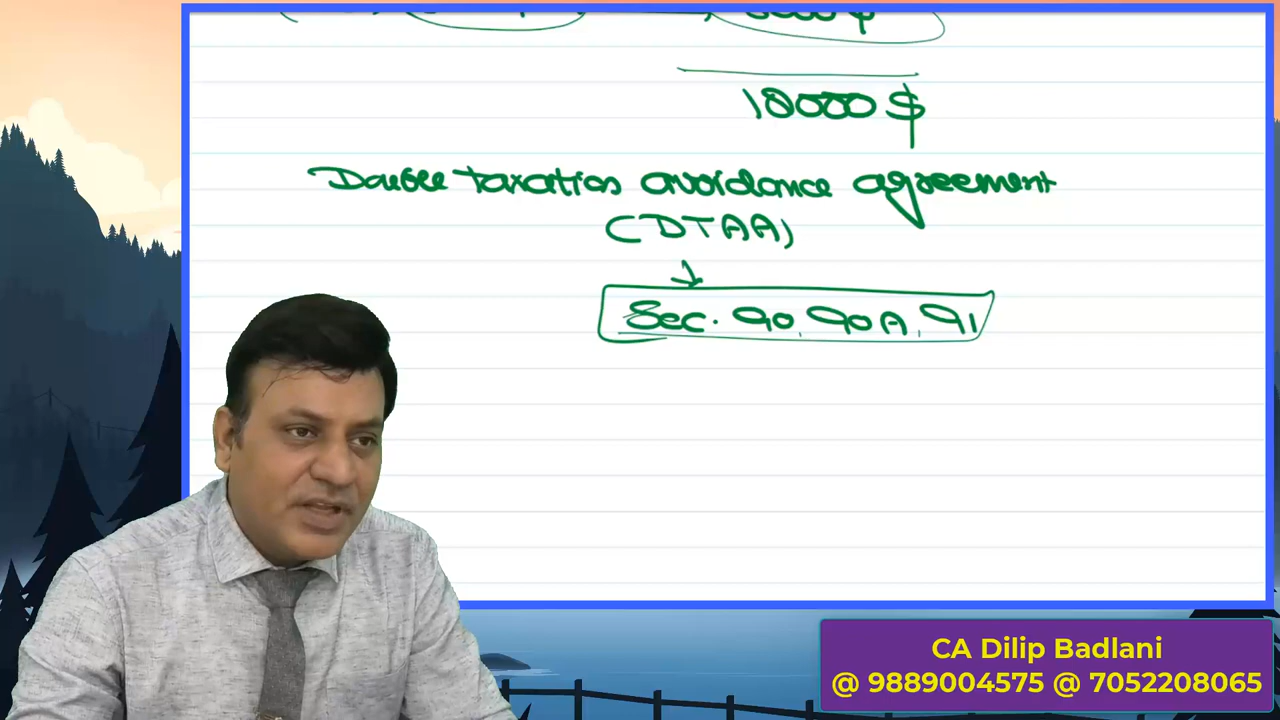 18000 $
Double taxation avoidance agreement
(DTAA)
Sec. 90, 90A, 91
CA Dilip Badlani
@ 9889004575 @ 7052208065